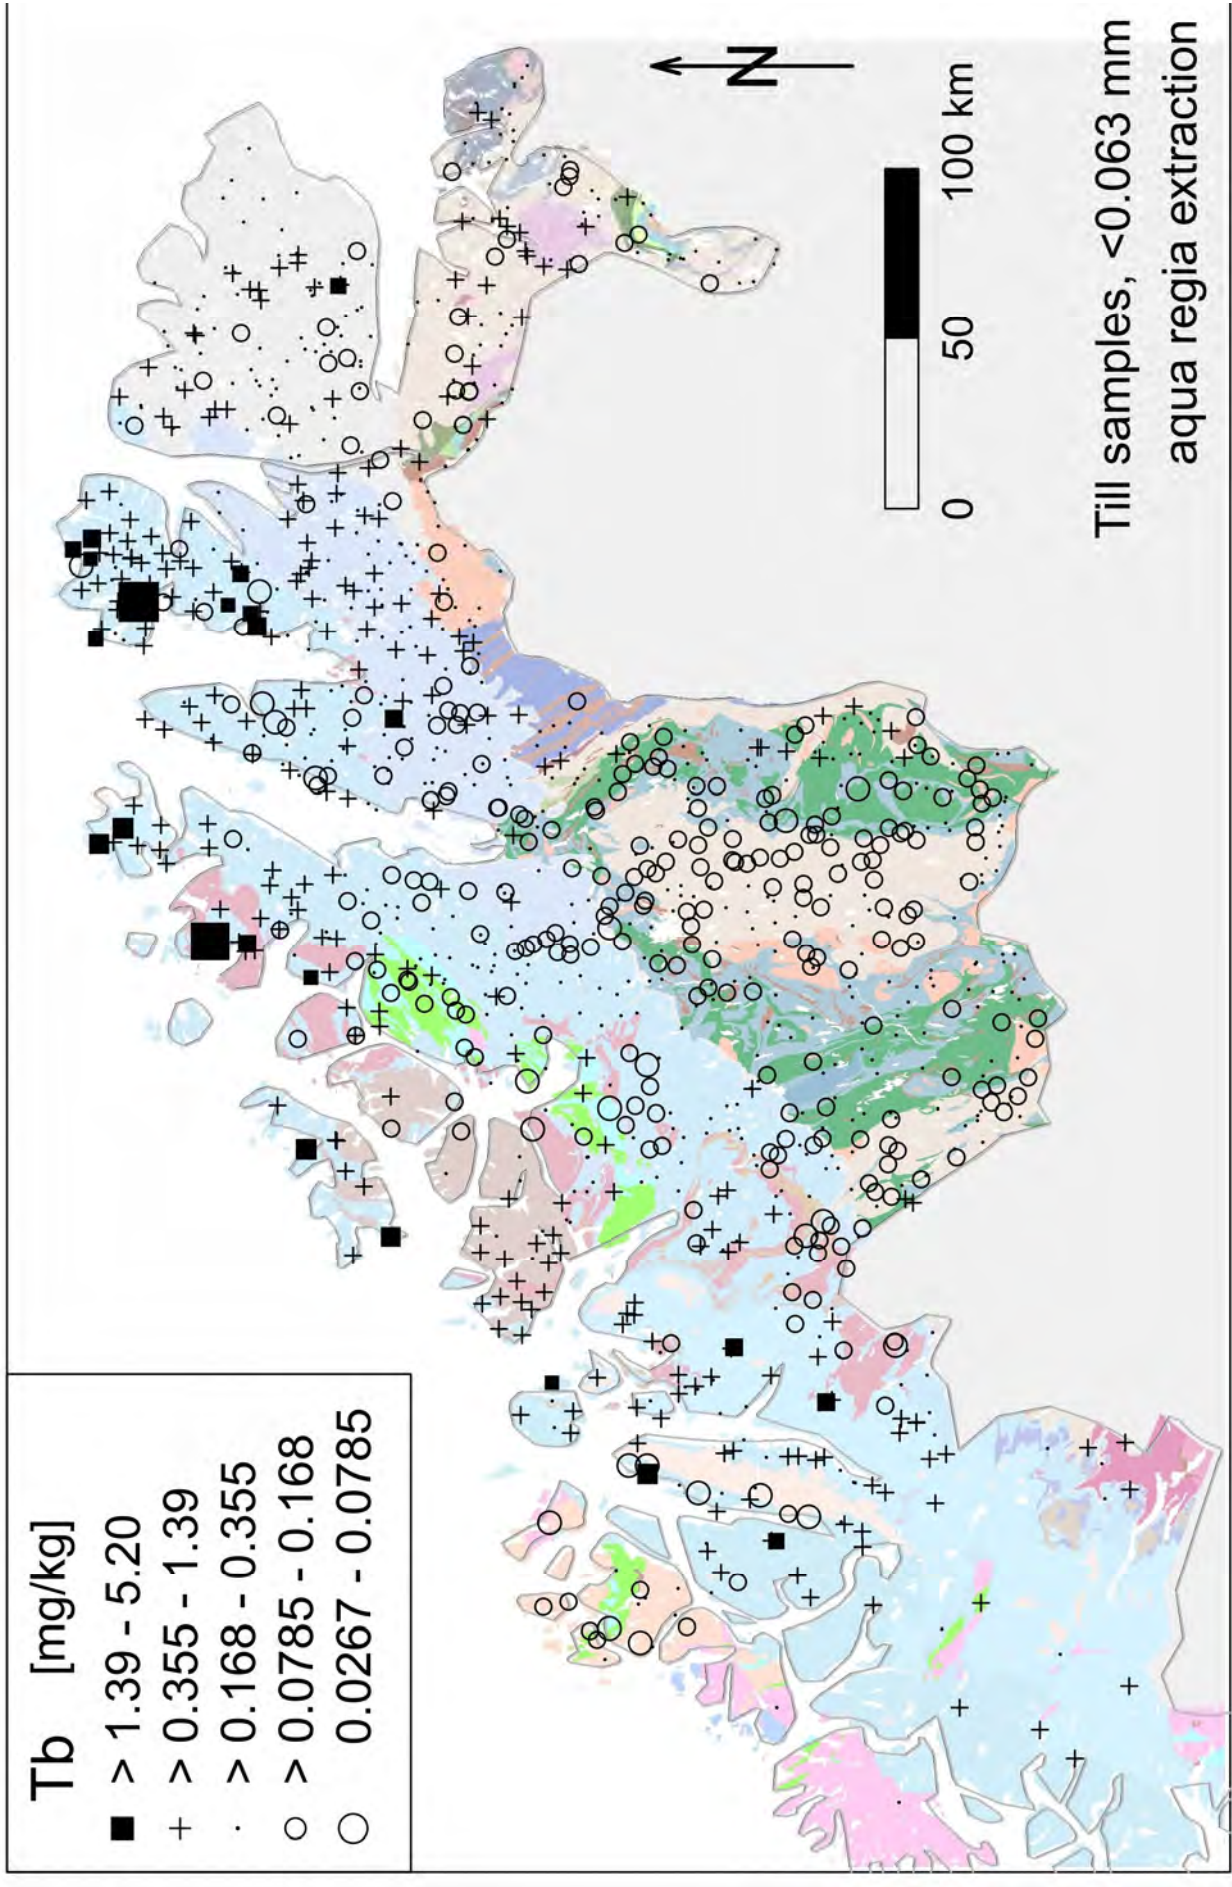 Tb [mg/kg]
> 1.39 - 5.20
> 0.355 - 1.39
> 0.168 - 0.355
> 0.0785 - 0.168
0.0267 - 0.0785
N
0 50 100 km
Till samples, <0.063 mm
aqua regia extraction